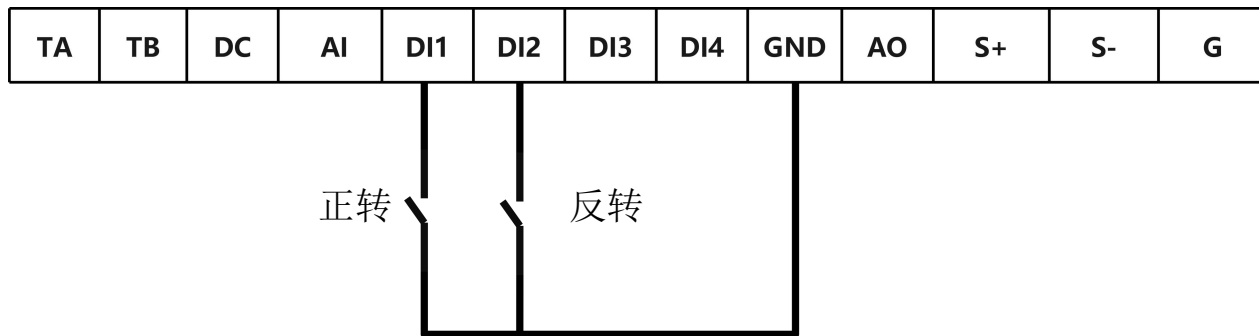 TA TB DC AI DI1 DI2 DI3 DI4 GND AO S+ S- G
正转 反转